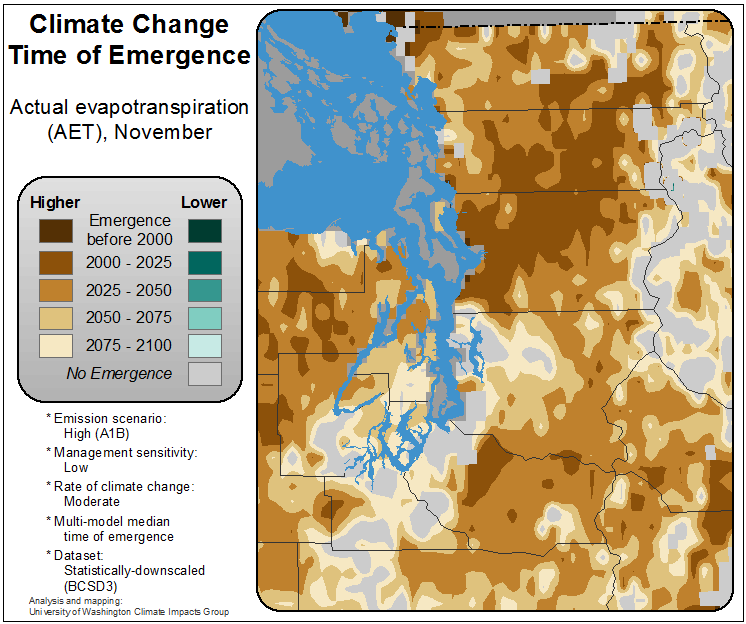 Climate Change
Time of Emergence
Actual evapotranspiration
(AET), November
Higher Lower
Emergence
before 2000
2000 - 2025
2025 - 2050
2050 - 2075
2075 - 2100
No Emergence
* Emission scenario:
High (A1B)
* Management sensitivity:
Low
* Rate of climate change:
Moderate
* Multi-model median
time of emergence
* Dataset:
Statistically-downscaled
(BCSD3)
Analysis and mapping:
University of Washington Climate Impacts Group